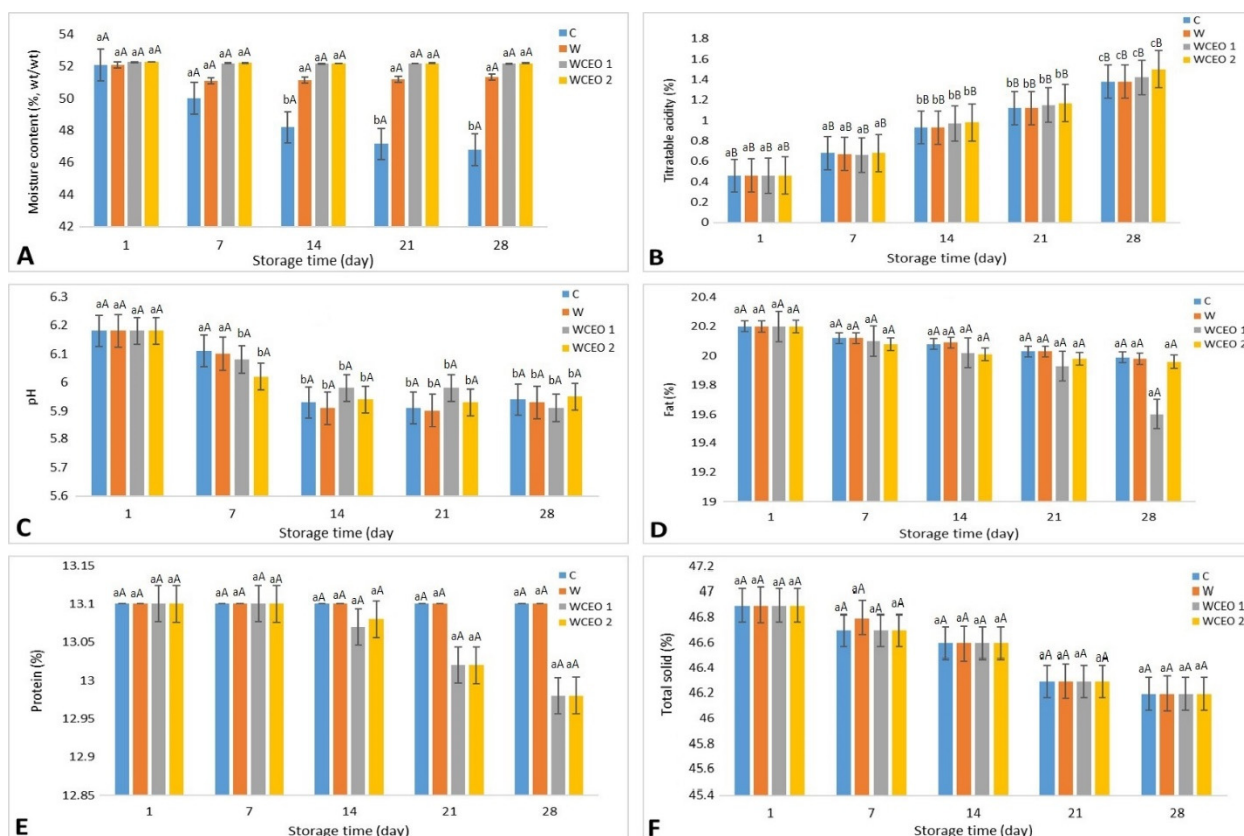 54
52
50
48
46
44
42
Moisture content (%, wt/wt)
aA aA aA aA
aA aA aA aA
bA aA aA aA
bA aA aA aA
bA aA aA aA
C
W
WCEO 1
WCEO 2
1 7 14 21 28
Storage time (day)
A
1.8
1.6
1.4
1.2
1
0.8
0.6
0.4
0.2
0
Titratable acidity (%)
aB aB aB aB
aB aB aB aB
bB bB bB bB
bB bB bB bB
cB cB cB cB
C
W
WCEO 1
WCEO 2
1 7 14 21 28
Storage time (day)
B
6.3
6.2
6.1
6
5.9
5.8
5.7
5.6
pH
aA aA aA aA
aA aA bA bA
bA bA bA bA
bA bA bA bA
bA bA bA bA
C
W
WCEO 1
WCEO 2
1 7 14 21 28
Storage time (day
C
20.4
20.2
20
19.8
19.6
19.4
19.2
19
Fat (%)
aA aA aA aA
aA aA aA aA
aA aA aA aA
aA aA aA aA
aA aA aA aA
C
W
WCEO 1
WCEO 2
1 7 14 21 28
Storage time (day
D
13.15
13.1
13.05
13
12.95
12.9
12.85
Protein (%)
aA aA aA aA
aA aA aA aA
aA aA aA aA
aA aA aA aA
aA aA aA aA
C
W
WCEO 1
WCEO 2
1 7 14 21 28
Storage time (day)
E
47.2
47
46.8
46.6
46.4
46.2
46
45.8
45.6
45.4
Total solid (%)
aA aA aA aA
aA aA aA aA
aA aA aA aA
aA aA aA aA
aA aA aA aA
C
W
WCEO 1
WCEO 2
1 7 14 21 28
Storage time (day)
F